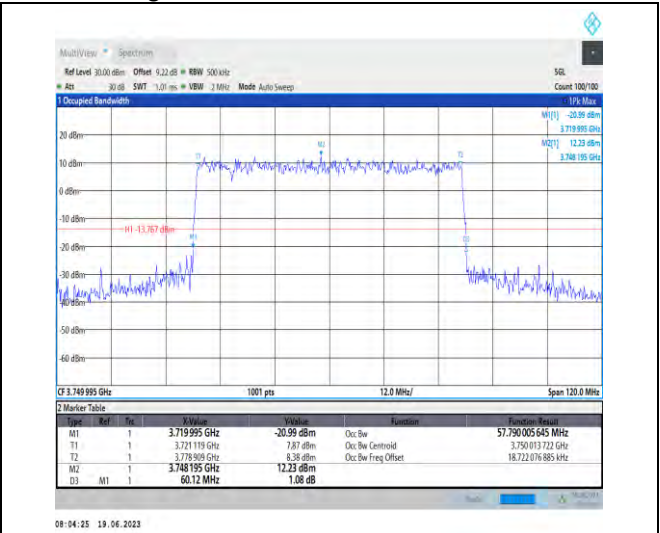 MultiView Spectrum
Ref Level 30.00 dBm Offset 9.22 dB RBW 500 kHz SGL
Att 30 dB SWT 1.01 ms VBW 2 MHz Mode Auto Sweep Count 100/100
1 Occupied Bandwidth 1Pk Max
M1[1] -20.99 dBm
3.719 995 GHz
20 dBm M2[1] 12.23 dBm
3.748 195 GHz
T1 M2 T2
10 dBm
0 dBm
-10 dBm
H1 -13.767 dBm
M1
-20 dBm
-30 dBm
-40 dBm
-50 dBm
-60 dBm
CF 3.749 995 GHz 1001 pts 12.0 MHz/ Span 120.0 MHz
2 Marker Table
Type Ref Trc X-Value Y-Value Function Function Result
M1 1 3.719 995 GHz -20.99 dBm Occ Bw 57.790 005 645 MHz
T1 1 3.721 119 GHz 7.87 dBm Occ Bw Centroid 3.750 013 722 GHz
T2 1 3.778 909 GHz 8.38 dBm Occ Bw Freq Offset 18.722 076 885 kHz
M2 1 3.748 195 GHz 12.23 dBm
D3 M1 1 60.12 MHz 1.08 dB
08:04:25 19.06.2023